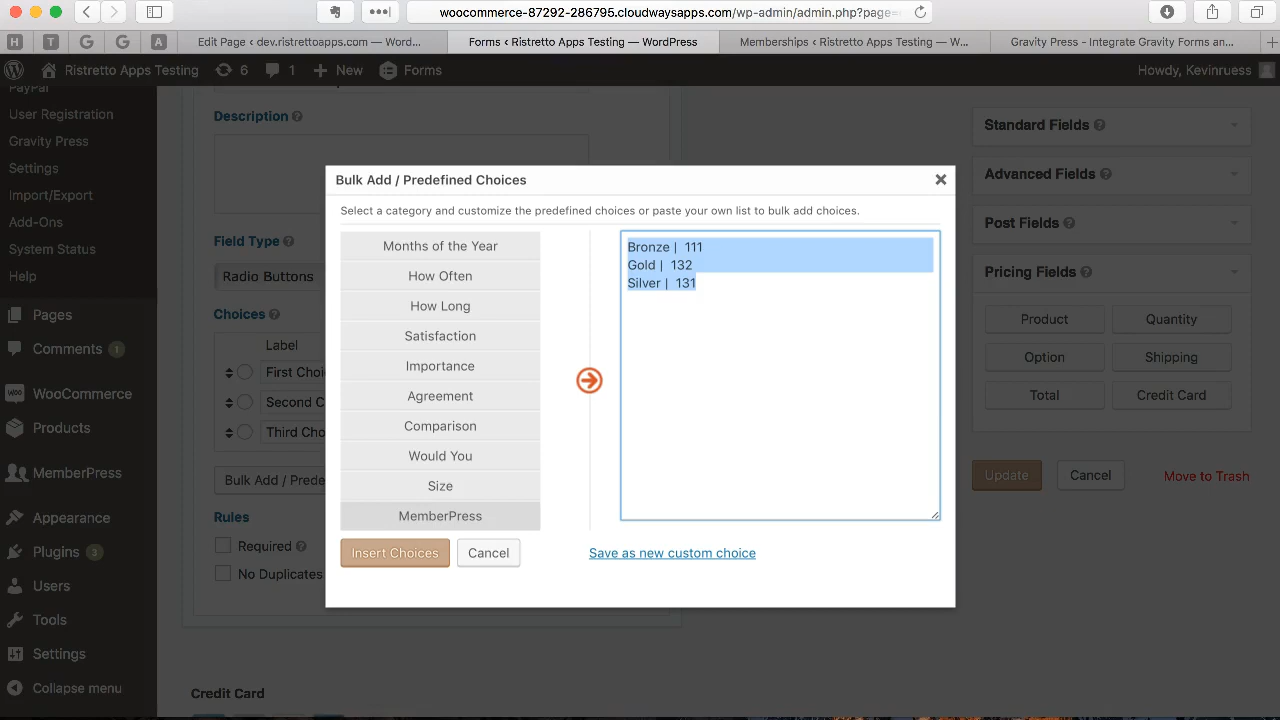 woocommerce-87292-286795.cloudwaysapps.com/wp-admin/admin.php?page=
H
T
G
G
A
Edit Page < dev.ristrettoapps.com — Wor...
Forms < Ristretto Apps Testing — WordPress
Memberships < Ristretto Apps Testing — W...
Gravity Press - Integrate Gravity Forms an...
Ristretto Apps Testing
6
1
New
Forms
Howdy, Kevinruess
PayPal
User Registration
Gravity Press
Settings
Import/Export
Add-Ons
System Status
Help
Pages
Comments 1
WooCommerce
Products
MemberPress
Appearance
Plugins 3
Users
Tools
Settings
Collapse menu
Description
Field Type
Radio Buttons
Choices
Label
First Choi
Second C
Third Cho
Bulk Add / Prede
Rules
Required
No Duplicates
Credit Card
Bulk Add / Predefined Choices
Select a category and customize the predefined choices or paste your own list to bulk add choices.
Months of the Year
How Often
How Long
Satisfaction
Importance
Agreement
Comparison
Would You
Size
MemberPress
Bronze | 111
Gold | 132
Silver | 131
Insert Choices
Cancel
Save as new custom choice
Standard Fields
Advanced Fields
Post Fields
Pricing Fields
Product
Quantity
Option
Shipping
Total
Credit Card
Update
Cancel
Move to Trash